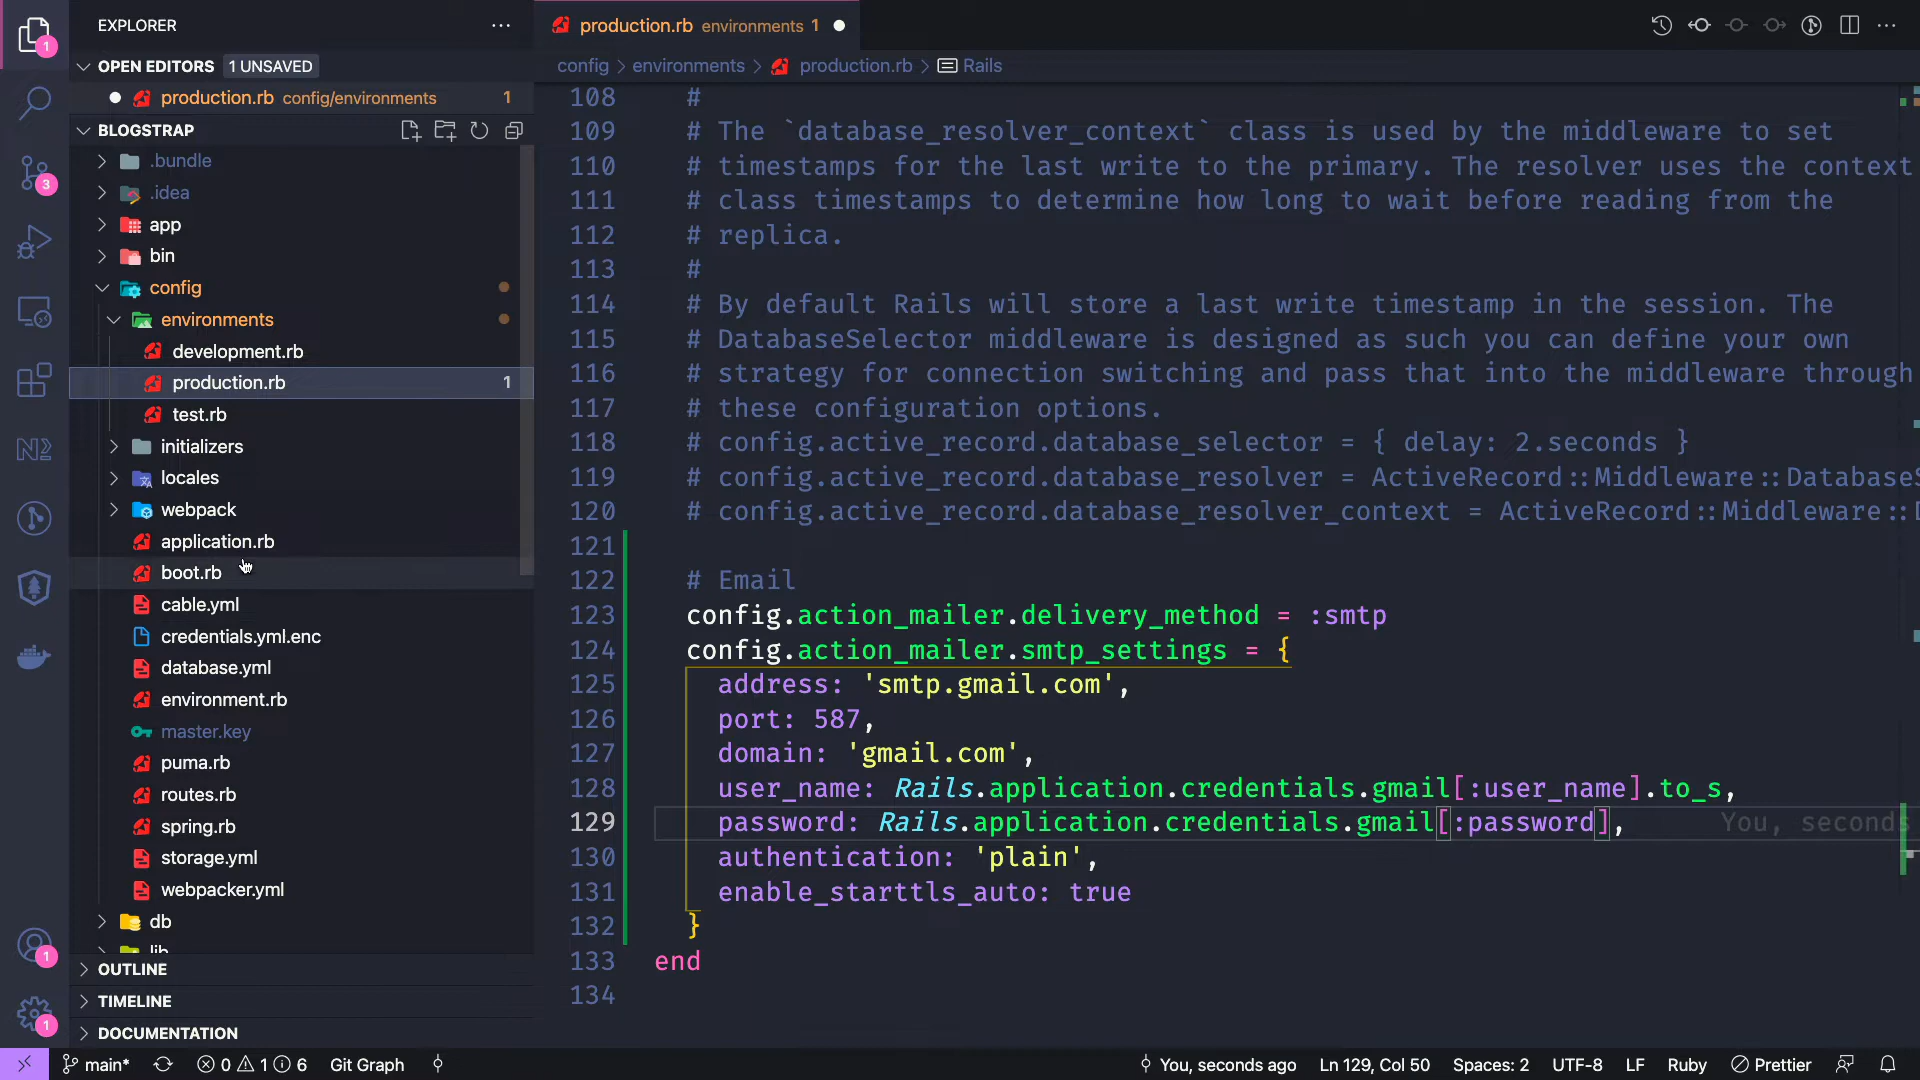 EXPLORER
OPEN EDITORS 1 UNSAVED
production.rb config/environments 1
BLOGSTRAP
.bundle
.idea
app
bin
config
environments
development.rb
production.rb 1
test.rb
initializers
locales
webpack
application.rb
boot.rb
cable.yml
credentials.yml.enc
database.yml
environment.rb
master.key
puma.rb
routes.rb
spring.rb
storage.yml
webpacker.yml
db
lib
OUTLINE
TIMELINE
DOCUMENTATION
1
3
1
1
production.rb environments 1
config > environments > production.rb > Rails
108 #
109 # The `database_resolver_context` class is used by the middleware to set
110 # timestamps for the last write to the primary. The resolver uses the context
111 # class timestamps to determine how long to wait before reading from the
112 # replica.
113 #
114 # By default Rails will store a last write timestamp in the session. The
115 # DatabaseSelector middleware is designed as such you can define your own
116 # strategy for connection switching and pass that into the middleware through
117 # these configuration options.
118 # config.active_record.database_selector = { delay: 2.seconds }
119 # config.active_record.database_resolver = ActiveRecord::Middleware::DatabaseS
120 # config.active_record.database_resolver_context = ActiveRecord::Middleware::D
121
122 # Email
123 config.action_mailer.delivery_method = :smtp
124 config.action_mailer.smtp_settings = {
125 address: 'smtp.gmail.com',
126 port: 587,
127 domain: 'gmail.com',
128 user_name: Rails.application.credentials.gmail[:user_name].to_s,
129 password: Rails.application.credentials.gmail[:password], You, seconds
130 authentication: 'plain',
131 enable_starttls_auto: true
132 }
133 end
134
main* 0 1 6 Git Graph You, seconds ago Ln 129, Col 50 Spaces: 2 UTF-8 LF Ruby Prettier